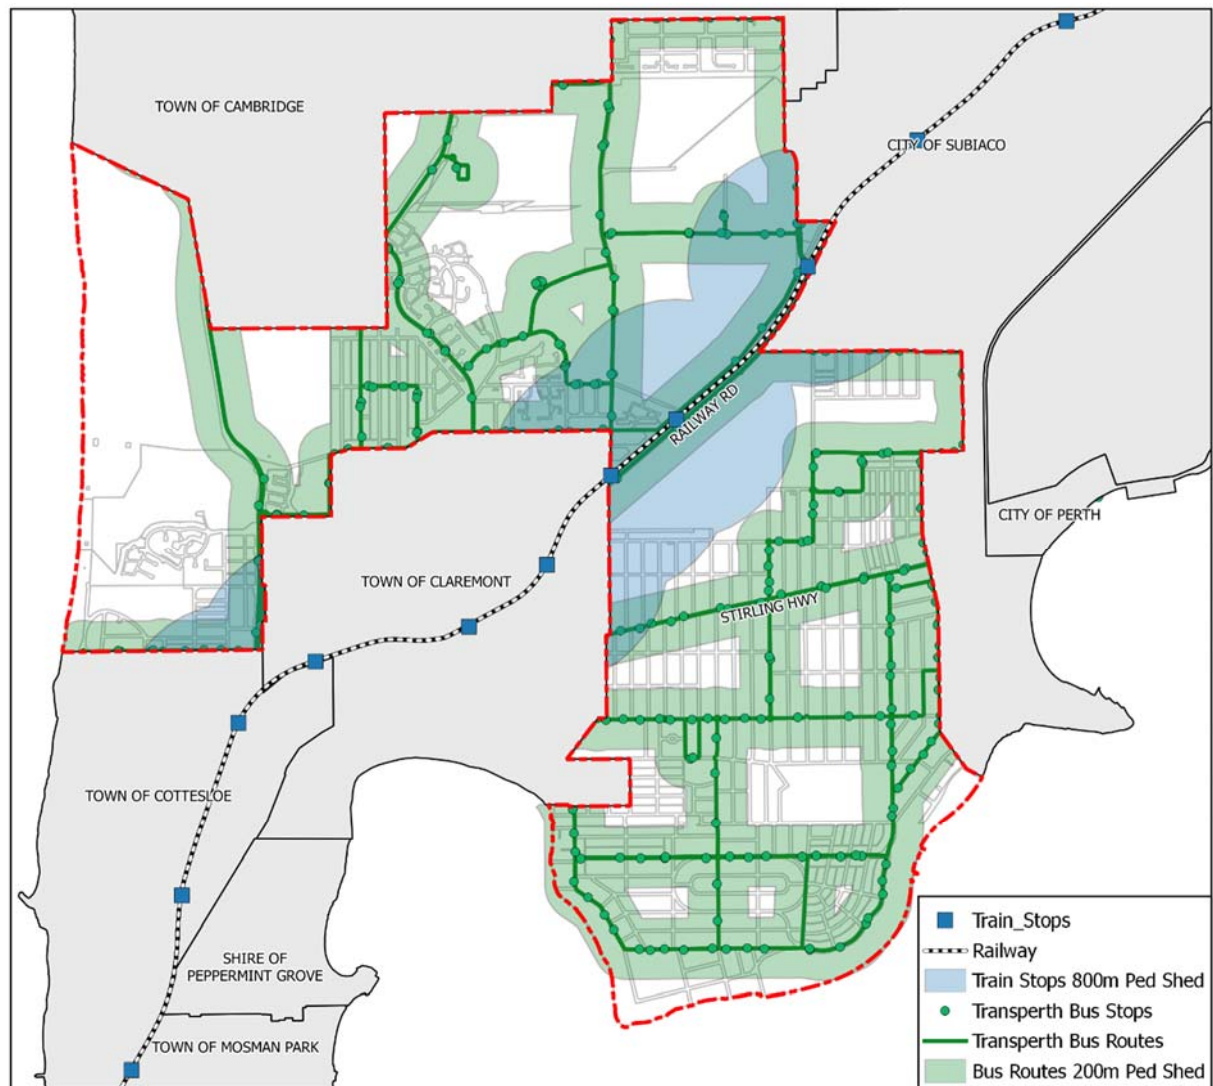 TOWN OF CAMBRIDGE
CITY OF SUBIACO
RAILWAY RD
CITY OF PERTH
TOWN OF CLAREMONT
STIRLING HWY
TOWN OF COTTESLOE
SHIRE OF
PEPPERMINT GROVE
TOWN OF MOSMAN PARK
Train_Stops
Railway
Train Stops 800m Ped Shed
Transperth Bus Stops
Transperth Bus Routes
Bus Routes 200m Ped Shed